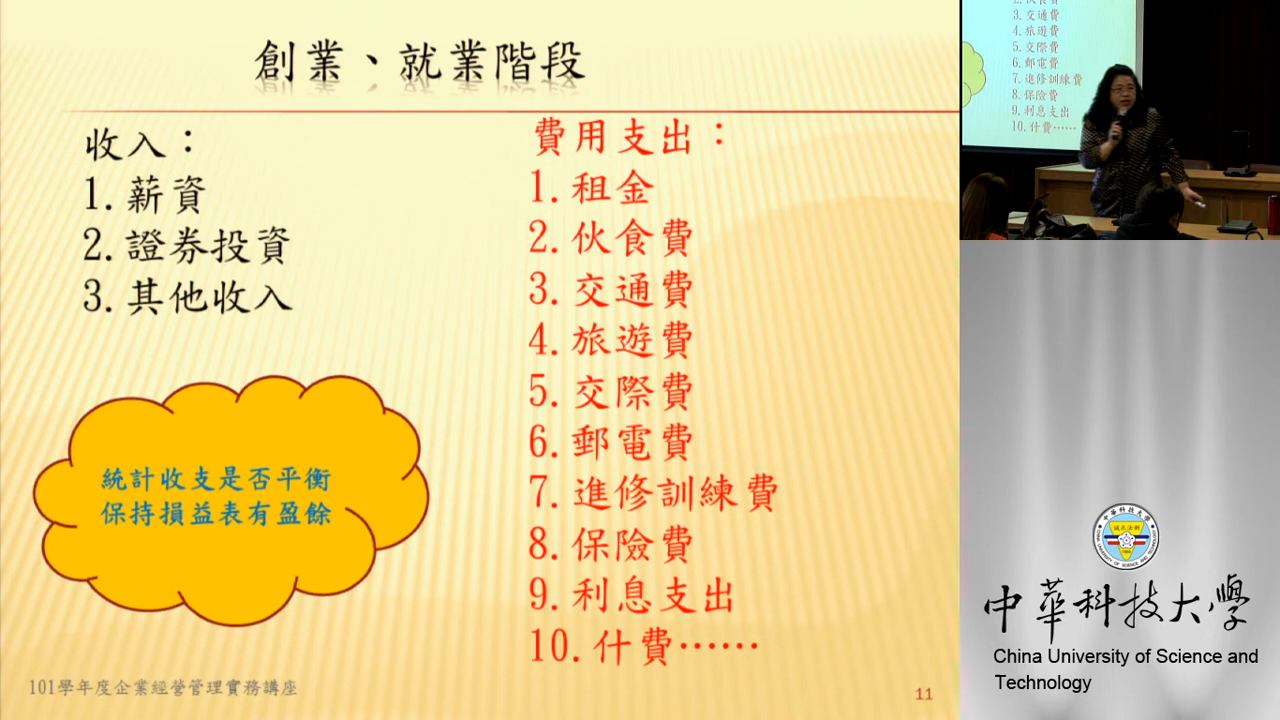 創業、就業階段
收入：
1.薪資
2.證券投資
3.其他收入
統計收支是否平衡
保持損益表有盈餘
費用支出：
1.租金
2.伙食費
3.交通費
4.旅遊費
5.交際費
6.郵電費
7.進修訓練費
8.保險費
9.利息支出
10.什費……
101學年度企業經營管理實務講座
11
3.交通費
4.旅遊費
5.交際費
6.郵電費
7.進修訓練費
8.保險費
9.利息支出
10.什費……
中華科技大學
China University of Science and
Technology